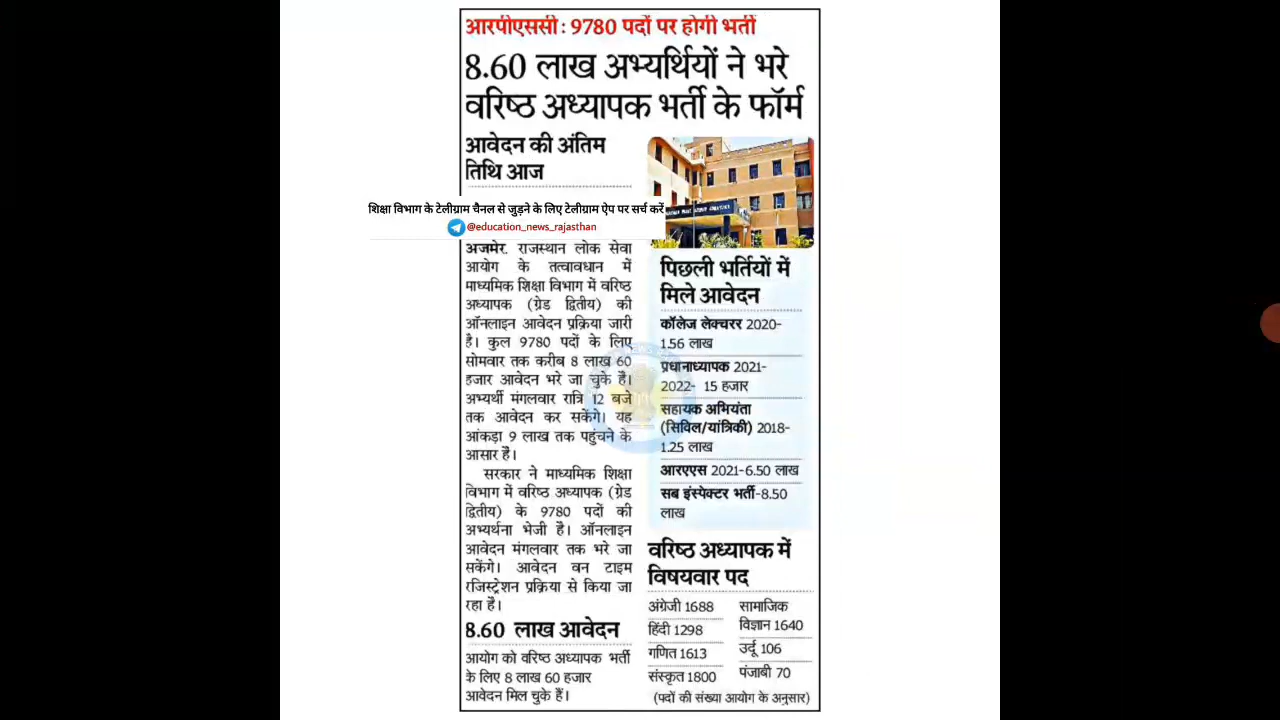 आरपीएससी: 9780 पदों पर होगी भर्ती
8.60 लाख अभ्यर्थियों ने भरे
वरिष्ठ अध्यापक भर्ती के फॉर्म
आवेदन की अंतिम
तिथि आज
शिक्षा विभाग के टेलीग्राम चैनल से जुड़ने के लिए टेलीग्राम ऐप पर सर्च करें
@education_news_rajasthan
अजमेर. राजस्थान लोक सेवा
आयोग के तत्वावधान में
माध्यमिक शिक्षा विभाग में वरिष्ठ
अध्यापक (ग्रेड द्वितीय) की
ऑनलाइन आवेदन प्रक्रिया जारी
है। कुल 9780 पदों के लिए
सोमवार तक करीब 8 लाख 60
हजार आवेदन भरे जा चुके है।
अभ्यर्थी मंगलवार रात्रि 12 बजे
तक आवेदन कर सकेंगे। यह
आंकड़ा 9 लाख तक पहुंचने के
आसार है।
सरकार ने माध्यमिक शिक्षा
विभाग में वरिष्ठ अध्यापक (ग्रेड
द्वितीय) के 9780 पदों की
अभ्यर्थना भेजी है। ऑनलाइन
आवेदन मंगलवार तक भरे जा
सकेंगे। आवेदन वन टाइम
रजिस्ट्रेशन प्रक्रिया से किया जा
रहा है।
8.60 लाख आवेदन
आयोग को वरिष्ठ अध्यापक भर्ती
के लिए 8 लाख 60 हजार
आवेदन मिल चुके हैं।
पिछली भर्तियों में
मिले आवेदन
कॉलेज लेक्चरर 2020-
1.56 लाख
प्रधानाध्यापक 2021-
2022- 15 हजार
सहायक अभियंता
(सिविल/यांत्रिकी) 2018-
1.25 लाख
आरएएस 2021-6.50 लाख
सब इंस्पेक्टर भर्ती-8.50
लाख
वरिष्ठ अध्यापक में
विषयवार पद
अंग्रेजी 1688
हिंदी 1298
गणित 1613
संस्कृत 1800
सामाजिक
विज्ञान 1640
उर्दू 106
पंजाबी 70
(पदों की संख्या आयोग के अनुसार)